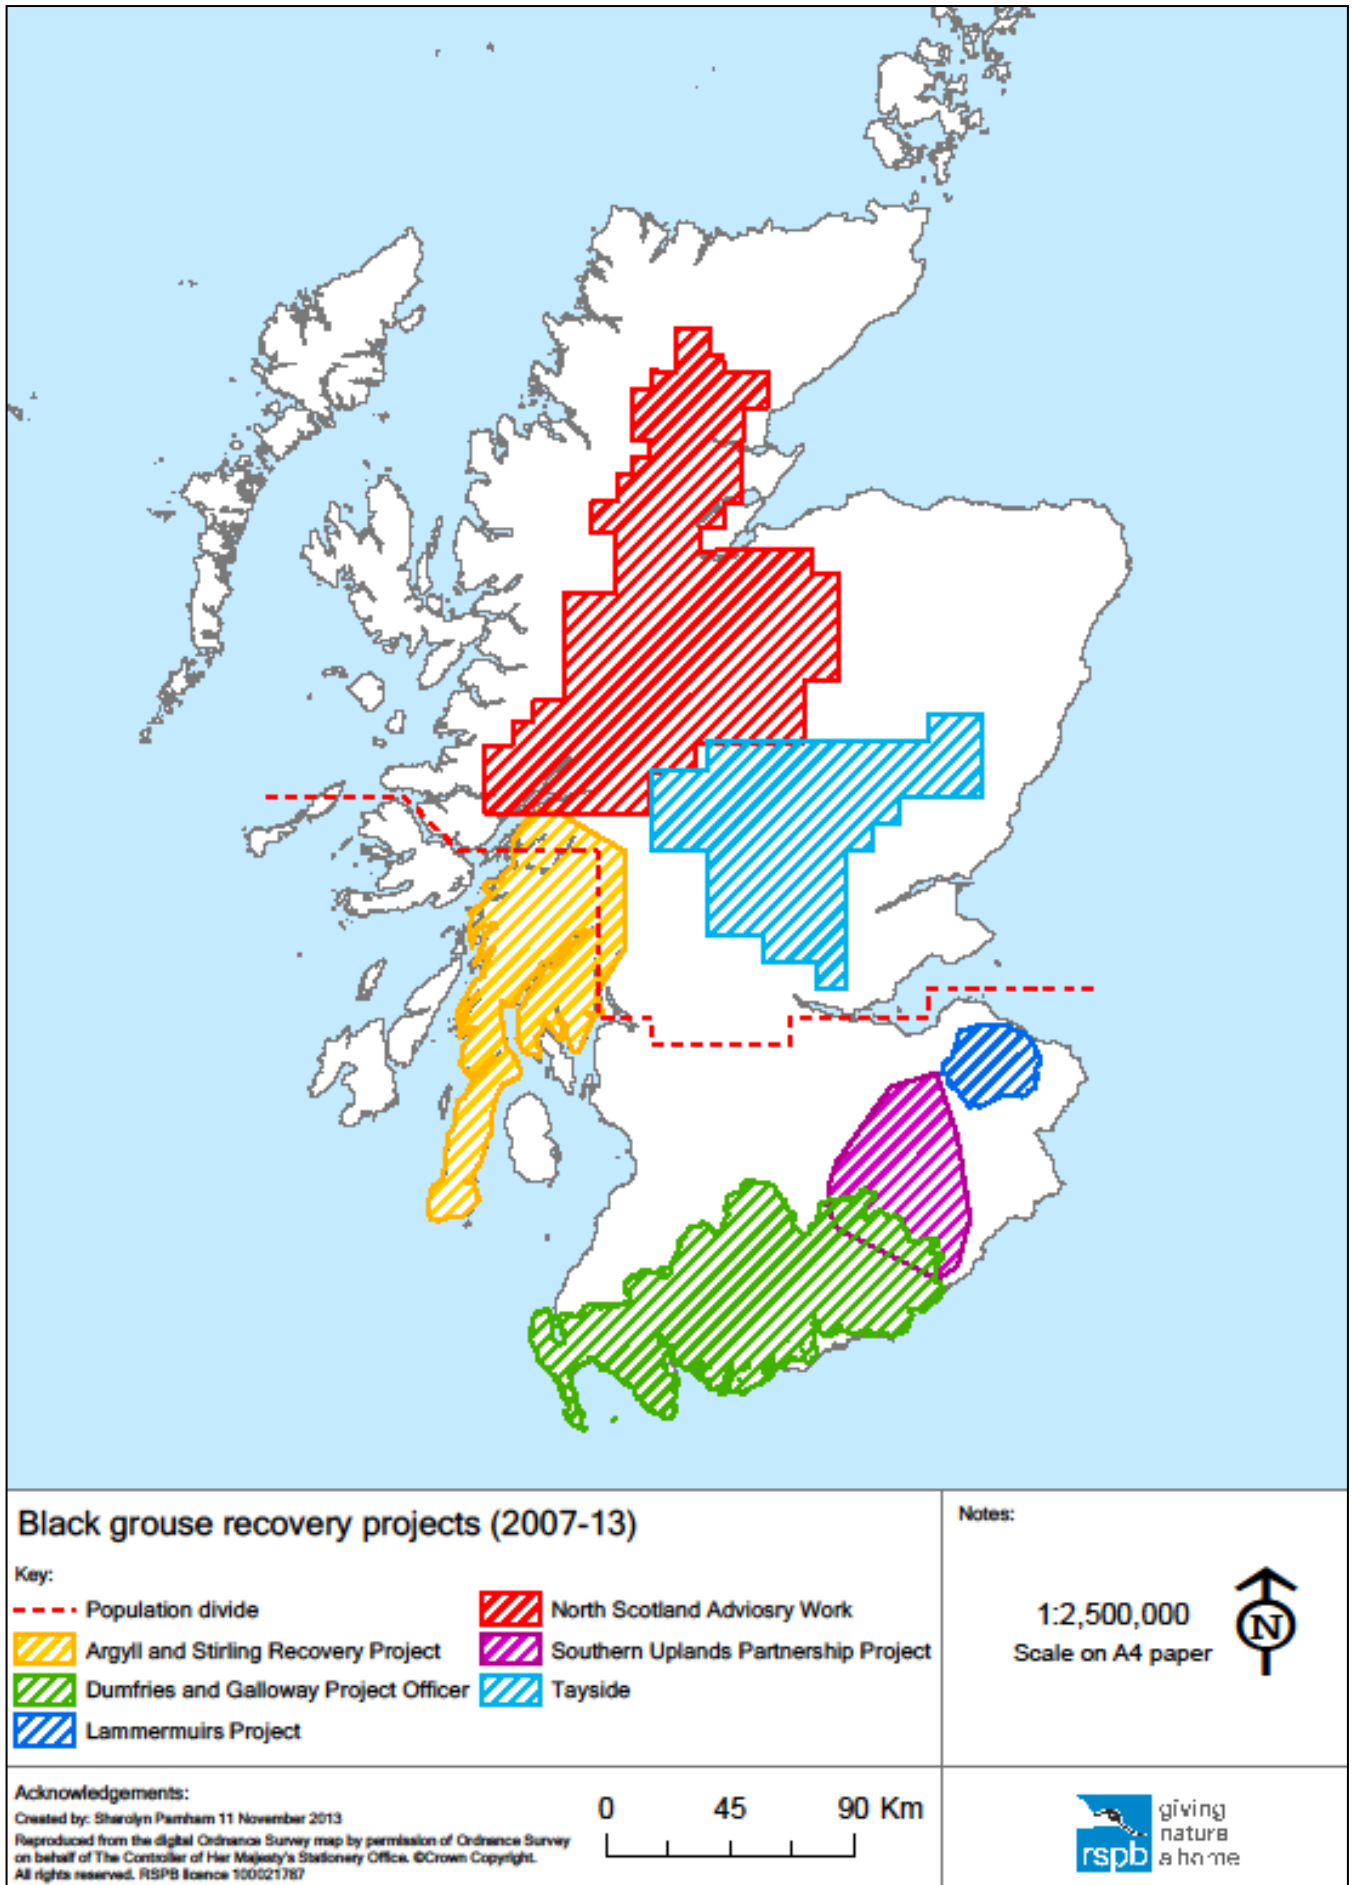 Black grouse recovery projects (2007-13)
Key:
Population divide
Argyll and Stirling Recovery Project
Dumfries and Galloway Project Officer
Lammermuirs Project
North Scotland Adviosry Work
Southern Uplands Partnership Project
Tayside
Notes:
1:2,500,000
Scale on A4 paper
N
Acknowledgements:
Created by: Sharolyn Parnham 11 November 2013
Reproduced from the digital Ordnance Survey map by permission of Ordnance Survey
on behalf of The Controller of Her Majesty's Stationery Office. ©Crown Copyright.
All rights reserved. RSPB licence 100021787
0 45 90 Km
rspb
giving
nature
a home